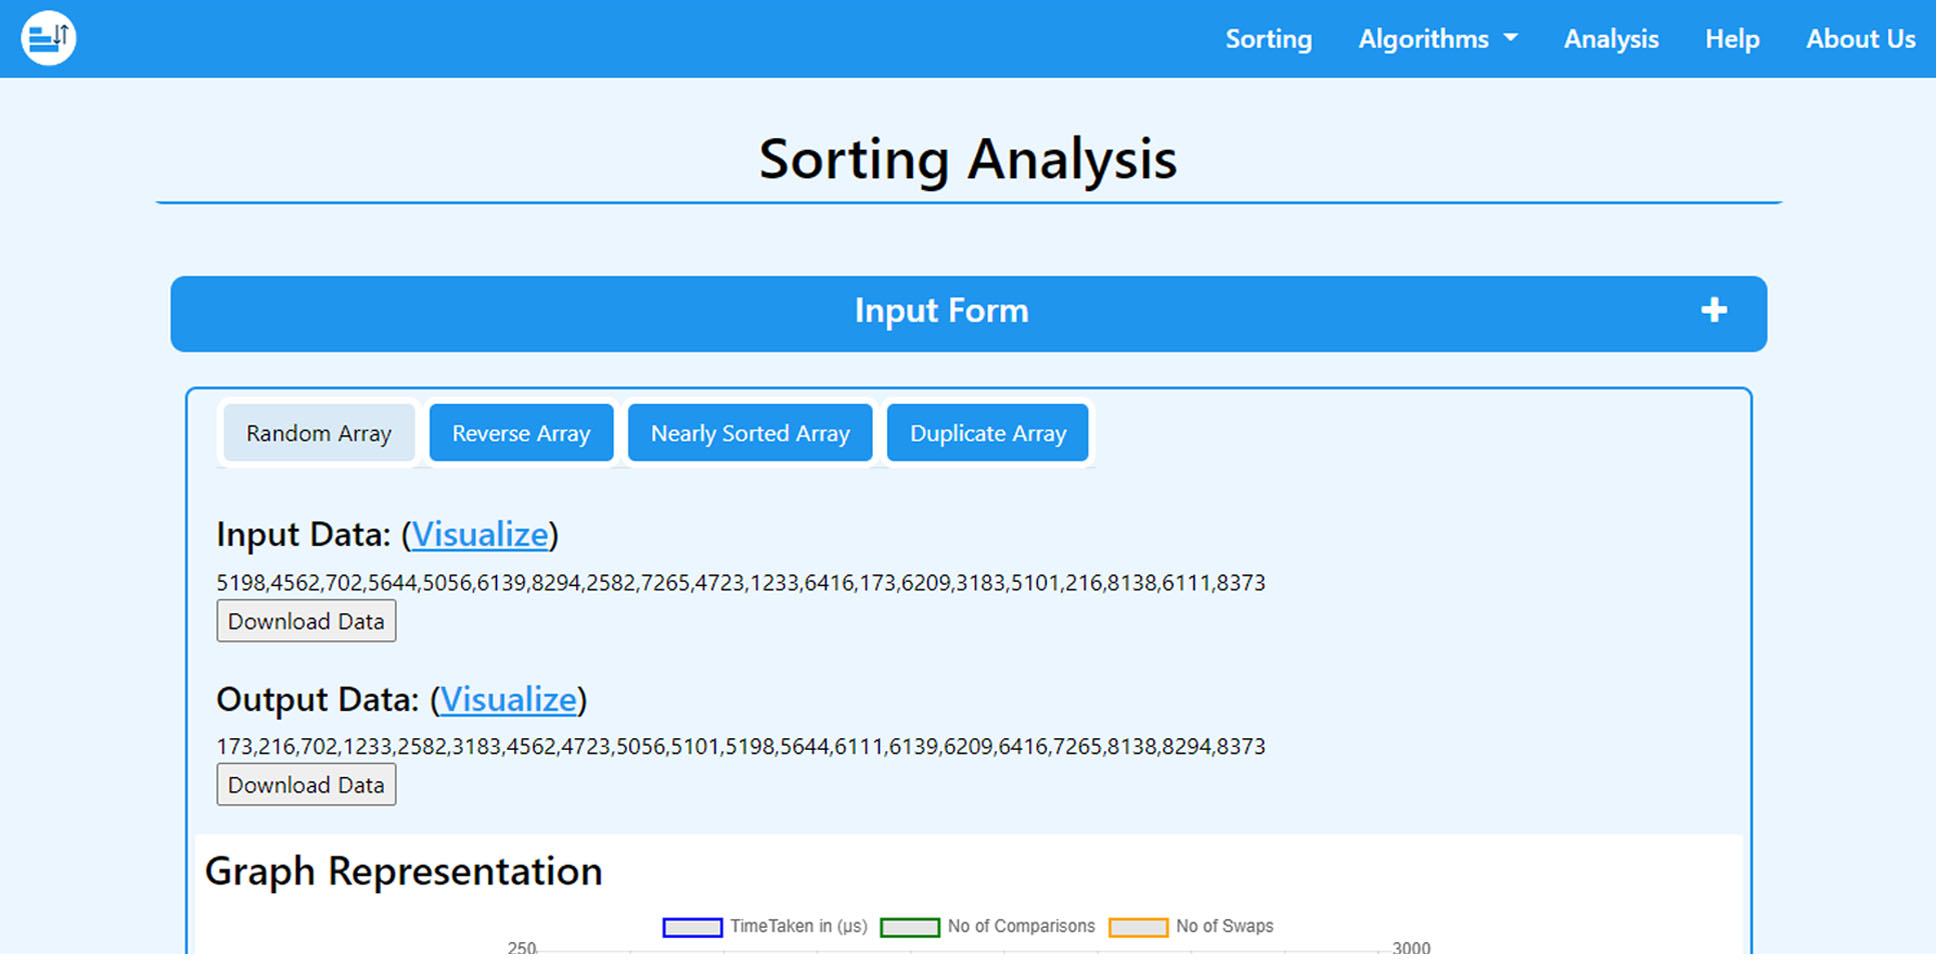 Sorting Algorithms Analysis Help About Us
Sorting Analysis
Input Form
Random Array Reverse Array Nearly Sorted Array Duplicate Array
Input Data: (Visualize)
5198,4562,702,5644,5056,6139,8294,2582,7265,4723,1233,6416,173,6209,3183,5101,216,8138,6111,8373
Download Data
Output Data: (Visualize)
173,216,702,1233,2582,3183,4562,4723,5056,5101,5198,5644,6111,6139,6209,6416,7265,8138,8294,8373
Download Data
Graph Representation
TimeTaken in (µs) No of Comparisons No of Swaps
250 3000